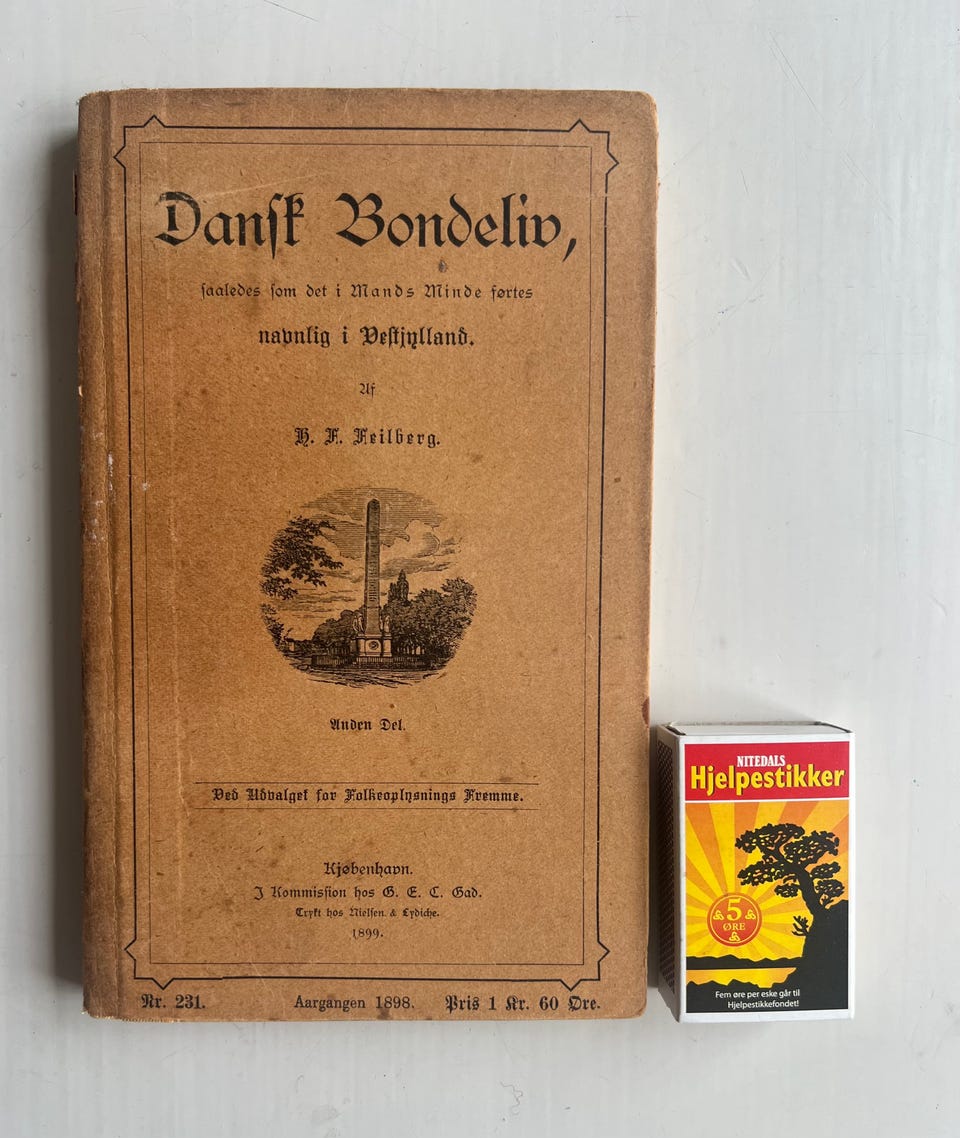 Dansk Bondeliv,
saaledes som det i Mands Minde førtes
navnlig i Vestjylland.
Af
H. F. Feilberg.
Anden Del.
Ved Udvalget for Folkeoplysnings Fremme.
Kjøbenhavn.
I Kommission hos G. E. C. Gad.
Trykt hos Nielsen & Lydiche.
1899.
Nr. 231. Aargangen 1898. Pris 1 Kr. 60 Øre.
NITEDALS
Hjelpestikker
5
ØRE
Fem øre per eske går til
Hjelpestikkefondet!